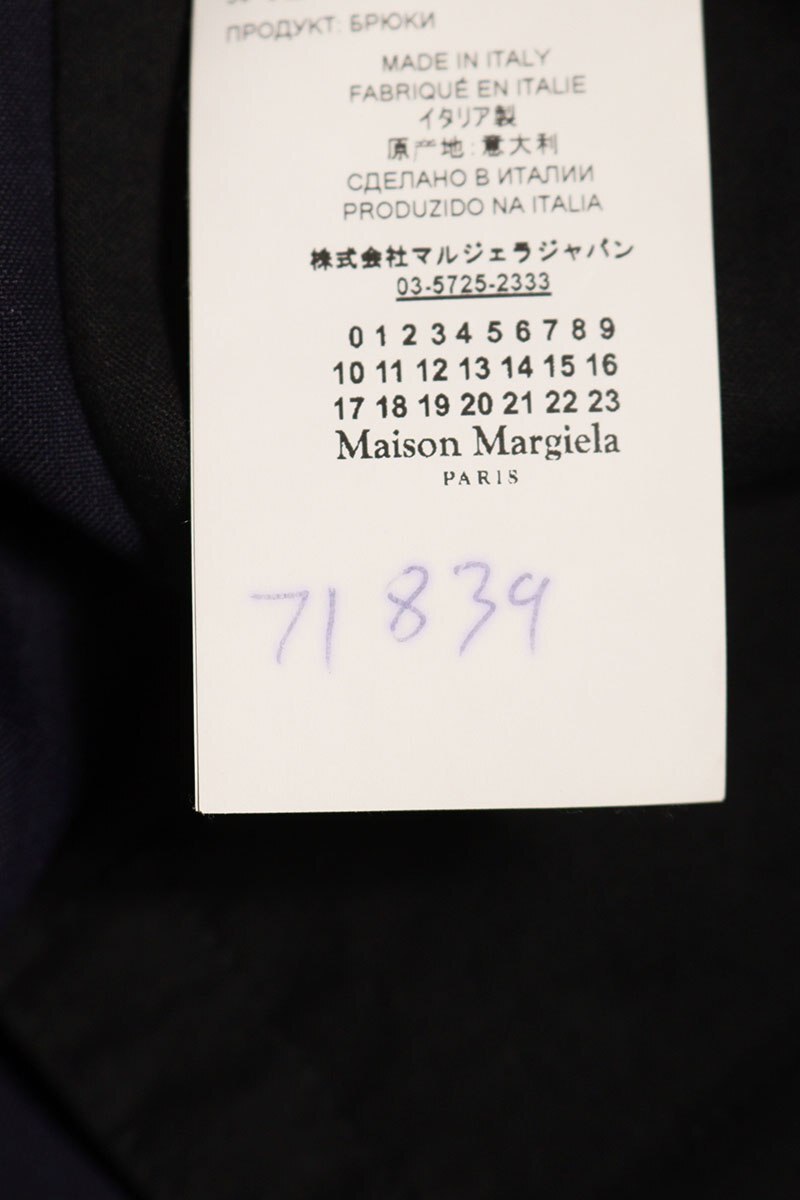 ПРОДУКТ: БРЮКИ
MADE IN ITALY
FABRIQUÉ EN ITALIE
イタリア製
原产地: 意大利
СДЕЛАНО В ИТАЛИИ
PRODUZIDO NA ITALIA
株式会社マルジェラジャパン
03-5725-2333
0 1 2 3 4 5 6 7 8 9
10 11 12 13 14 15 16
17 18 19 20 21 22 23
Maison Margiela
PARIS
71 839